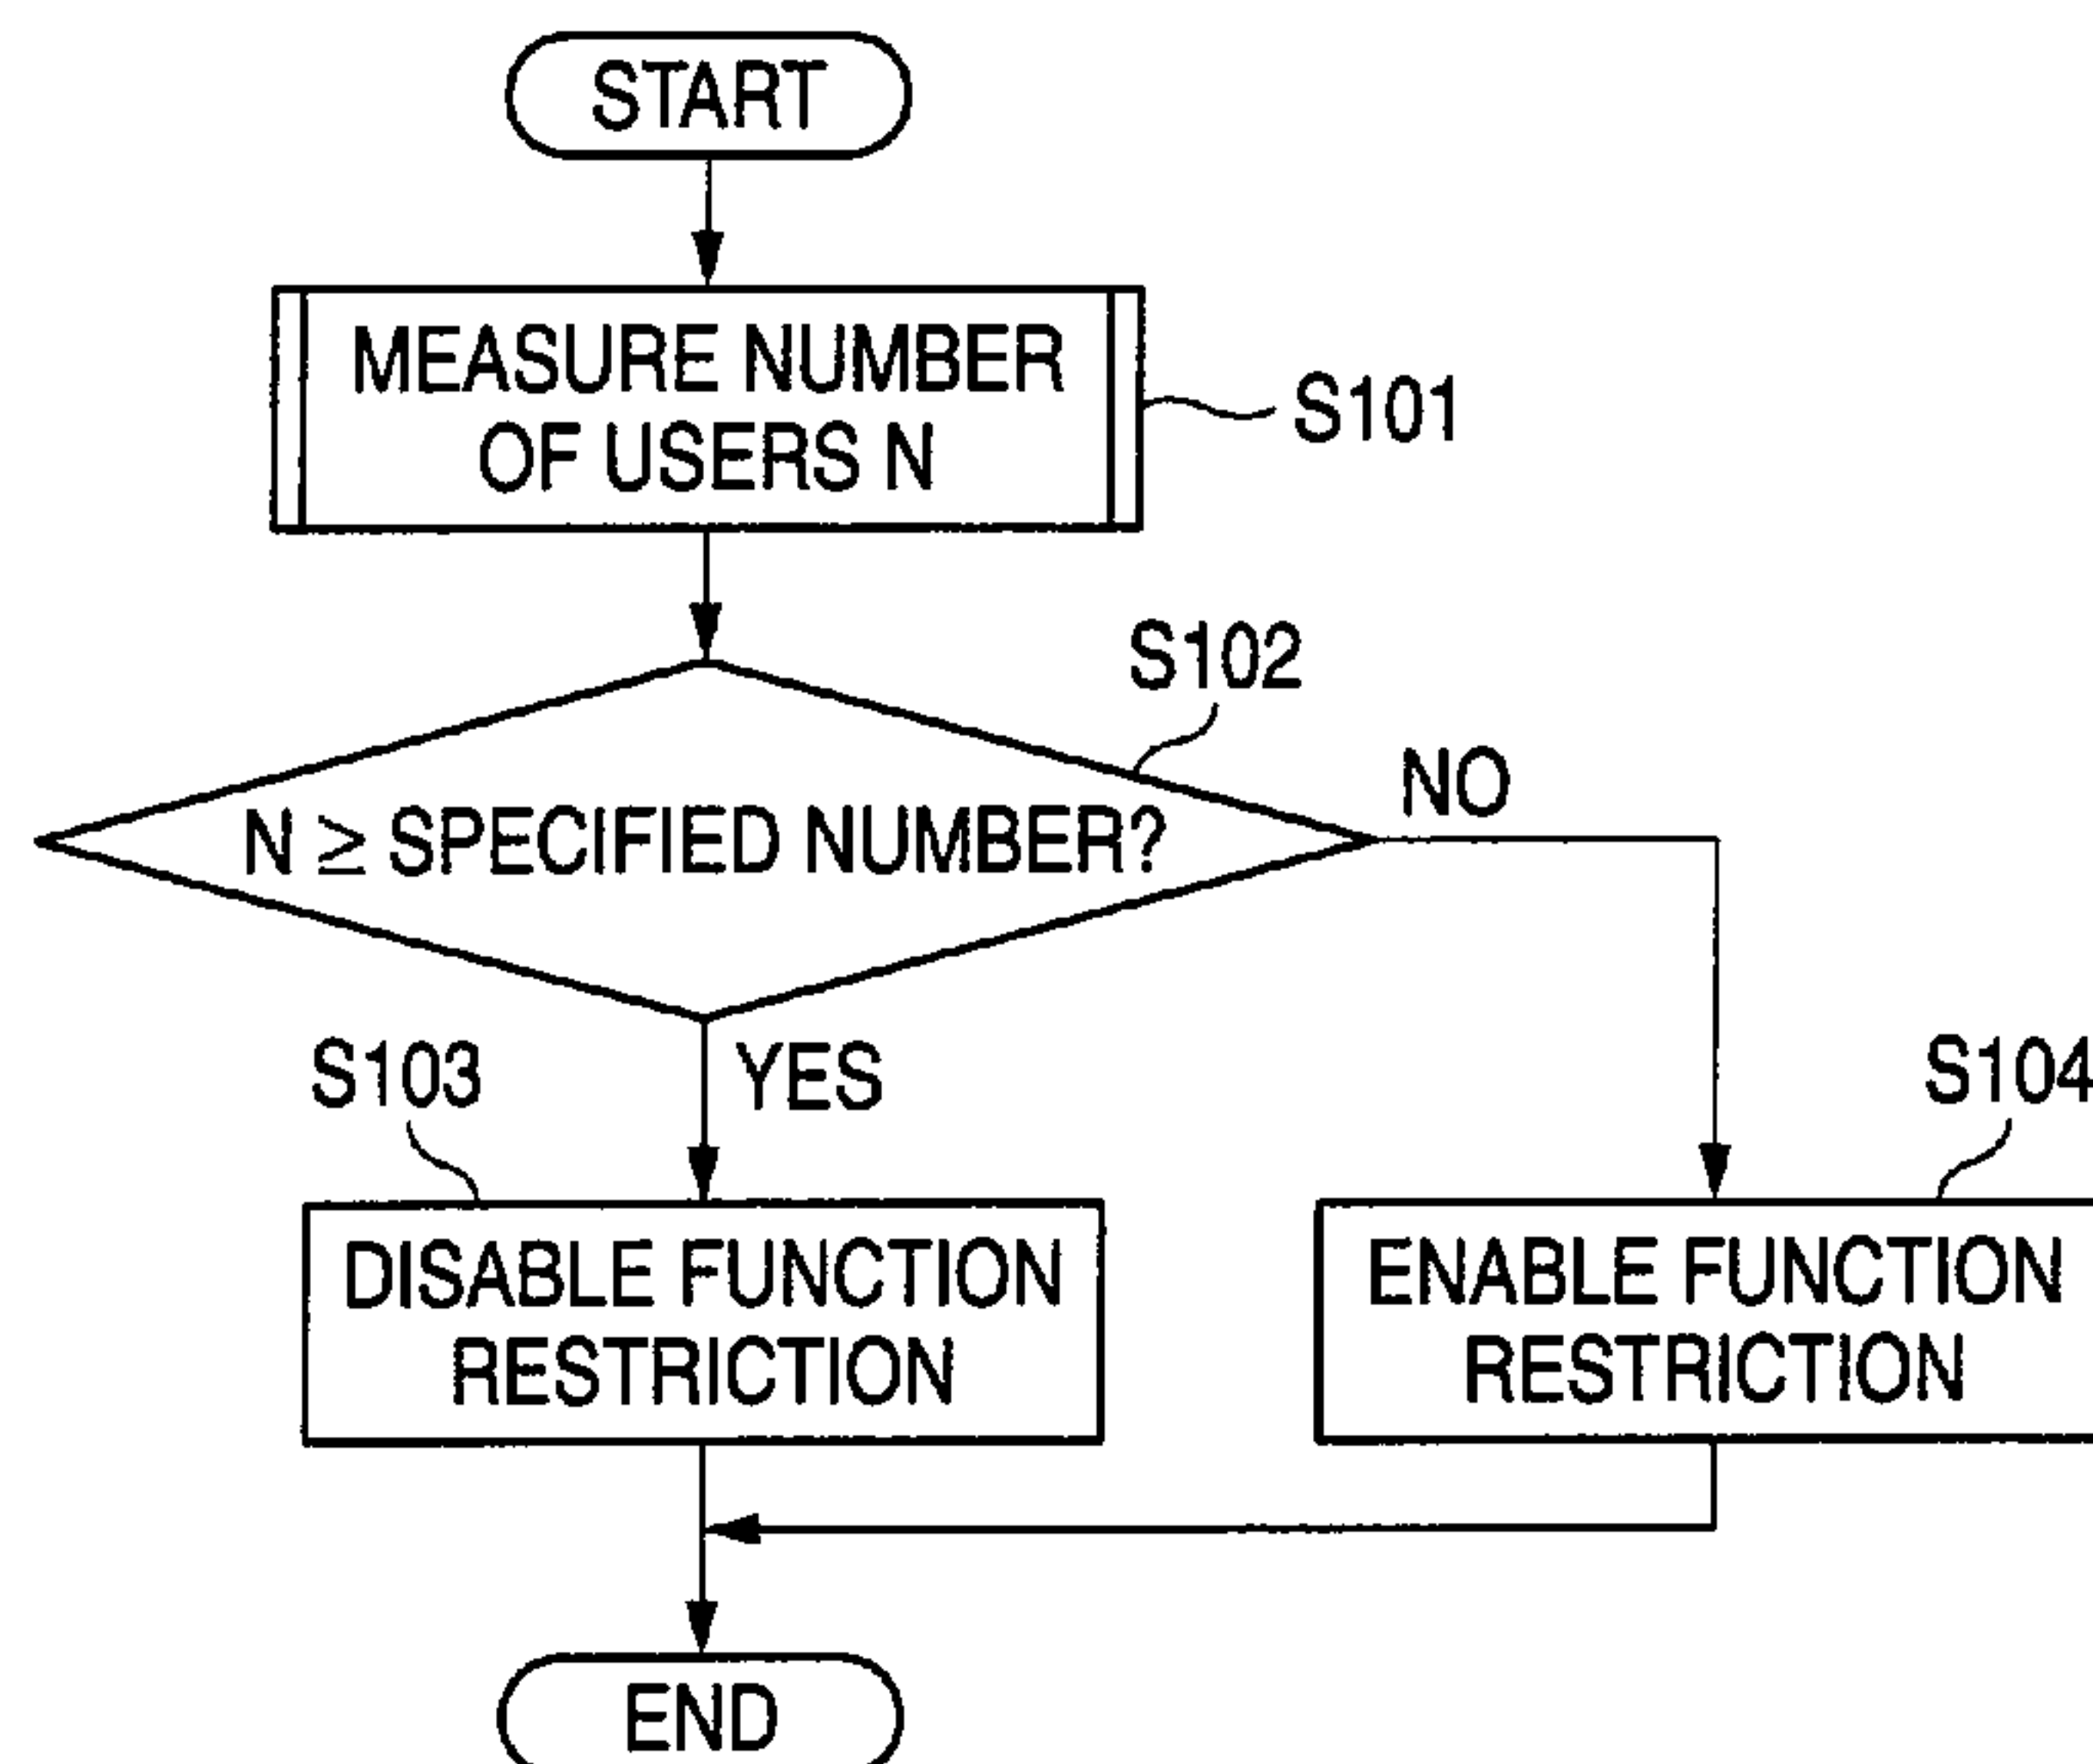 START
MEASURE NUMBER
OF USERS N
S101
S102
N ≥ SPECIFIED NUMBER?
NO
YES
S103
S104
DISABLE FUNCTION
RESTRICTION
ENABLE FUNCTION
RESTRICTION
END